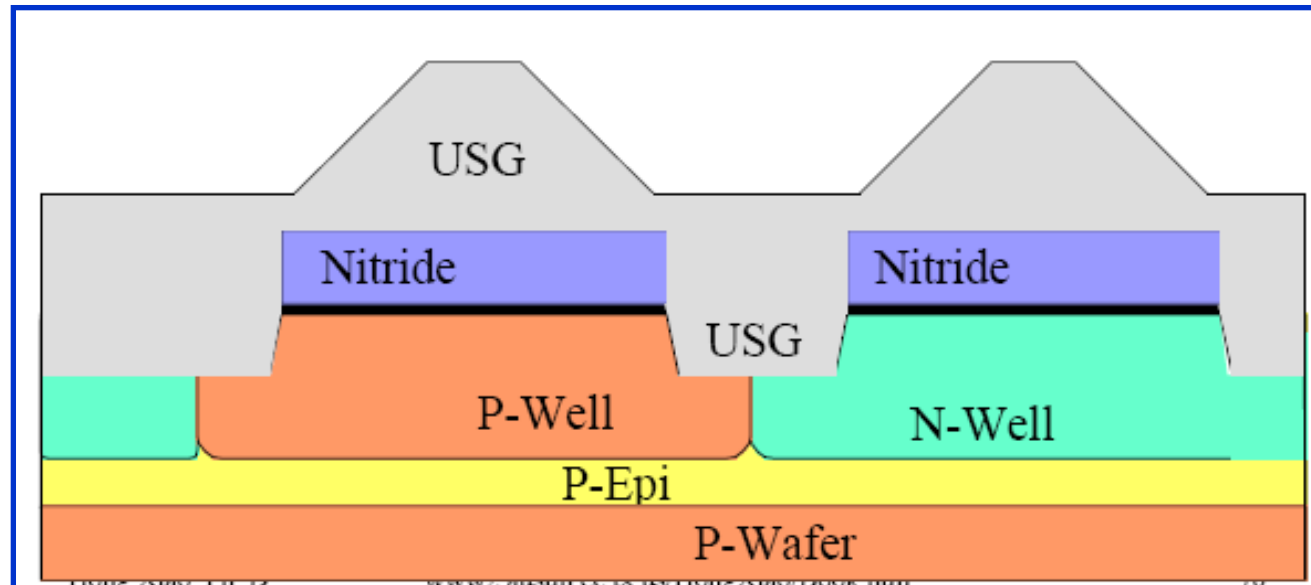 USG
Nitride
Nitride
USG
P-Well
N-Well
P-Epi
P-Wafer